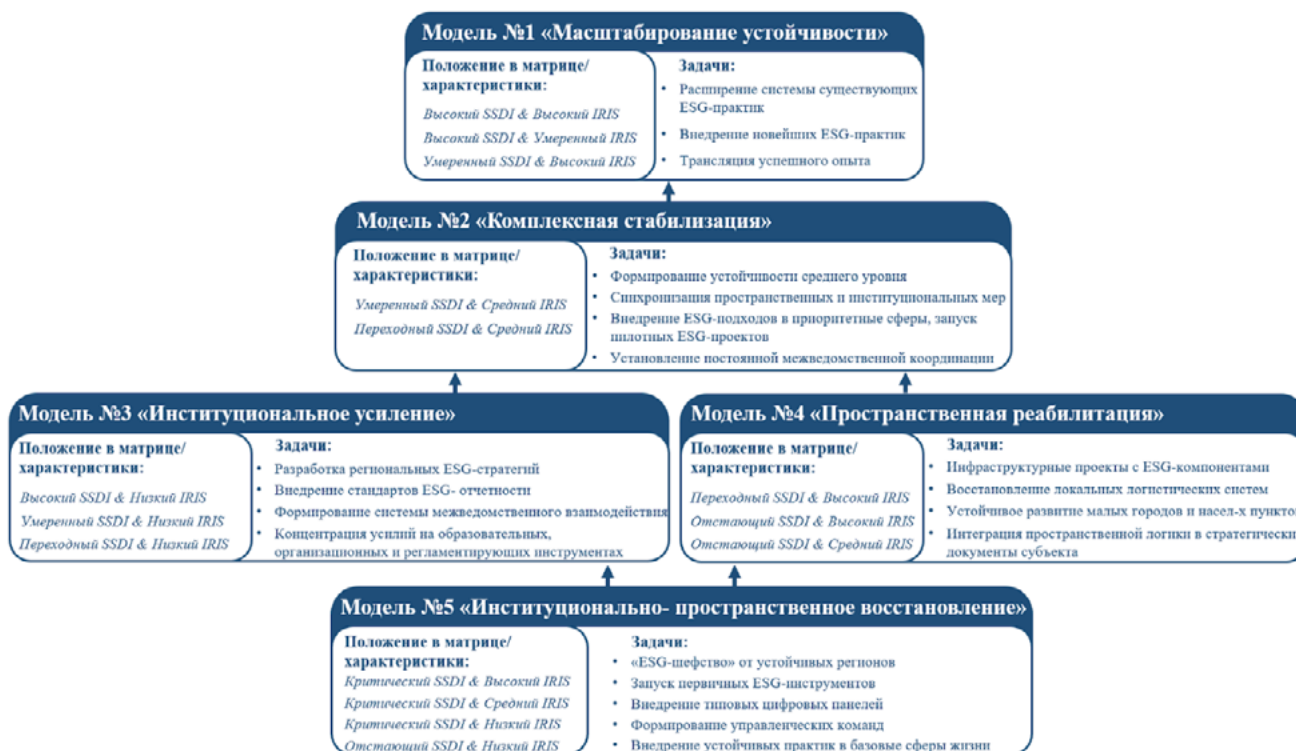 Модель №1 «Масштабирование устойчивости»
Положение в матрице/
характеристики:
Высокий SSDI & Высокий IRIS
Высокий SSDI & Умеренный IRIS
Умеренный SSDI & Высокий IRIS
Задачи:
• Расширение системы существующих
ESG-практик
• Внедрение новейших ESG-практик
• Трансляция успешного опыта
Модель №2 «Комплексная стабилизация»
Положение в матрице/
характеристики:
Умеренный SSDI & Средний IRIS
Переходный SSDI & Средний IRIS
Задачи:
• Формирование устойчивости среднего уровня
• Синхронизация пространственных и институциональных мер
• Внедрение ESG-подходов в приоритетные сферы, запуск
пилотных ESG-проектов
• Установление постоянной межведомственной координации
Модель №3 «Институциональное усиление»
Положение в матрице/
характеристики:
Высокий SSDI & Низкий IRIS
Умеренный SSDI & Низкий IRIS
Переходный SSDI & Низкий IRIS
Задачи:
• Разработка региональных ESG-стратегий
• Внедрение стандартов ESG- отчетности
• Формирование системы межведомственного взаимодействия
• Концентрация усилий на образовательных,
организационных и регламентирующих инструментах
Модель №4 «Пространственная реабилитация»
Положение в матрице/
характеристики:
Переходный SSDI & Высокий IRIS
Отстающий SSDI & Высокий IRIS
Отстающий SSDI & Средний IRIS
Задачи:
• Инфраструктурные проекты с ESG-компонентами
• Восстановление локальных логистических систем
• Устойчивое развитие малых городов и насел-х пунктов
• Интеграция пространственной логики в стратегически
документы субъекта
Модель №5 «Институционально- пространственное восстановление»
Положение в матрице/
характеристики:
Критический SSDI & Высокий IRIS
Критический SSDI & Средний IRIS
Критический SSDI & Низкий IRIS
Отстающий SSDI & Низкий IRIS
Задачи:
• «ESG-шефство» от устойчивых регионов
• Запуск первичных ESG-инструментов
• Внедрение типовых цифровых панелей
• Формирование управленческих команд
• Внедрение устойчивых практик в базовые сферы жизни